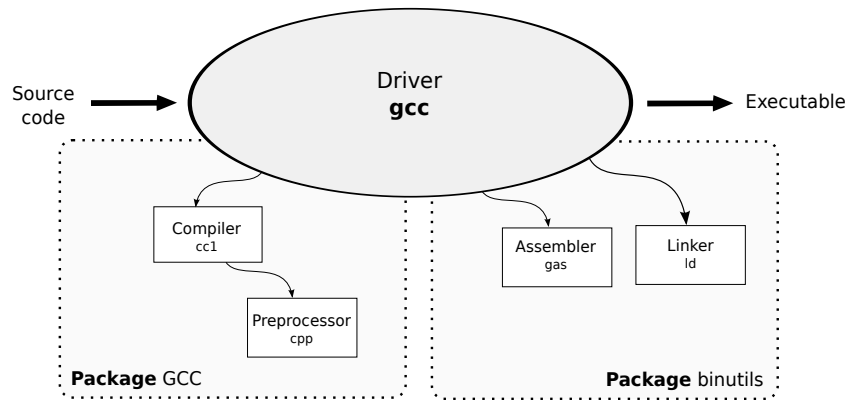 Driver
gcc
Source
code
Executable
Compiler
cc1
Preprocessor
cpp
Assembler
gas
Linker
ld
Package GCC
Package binutils